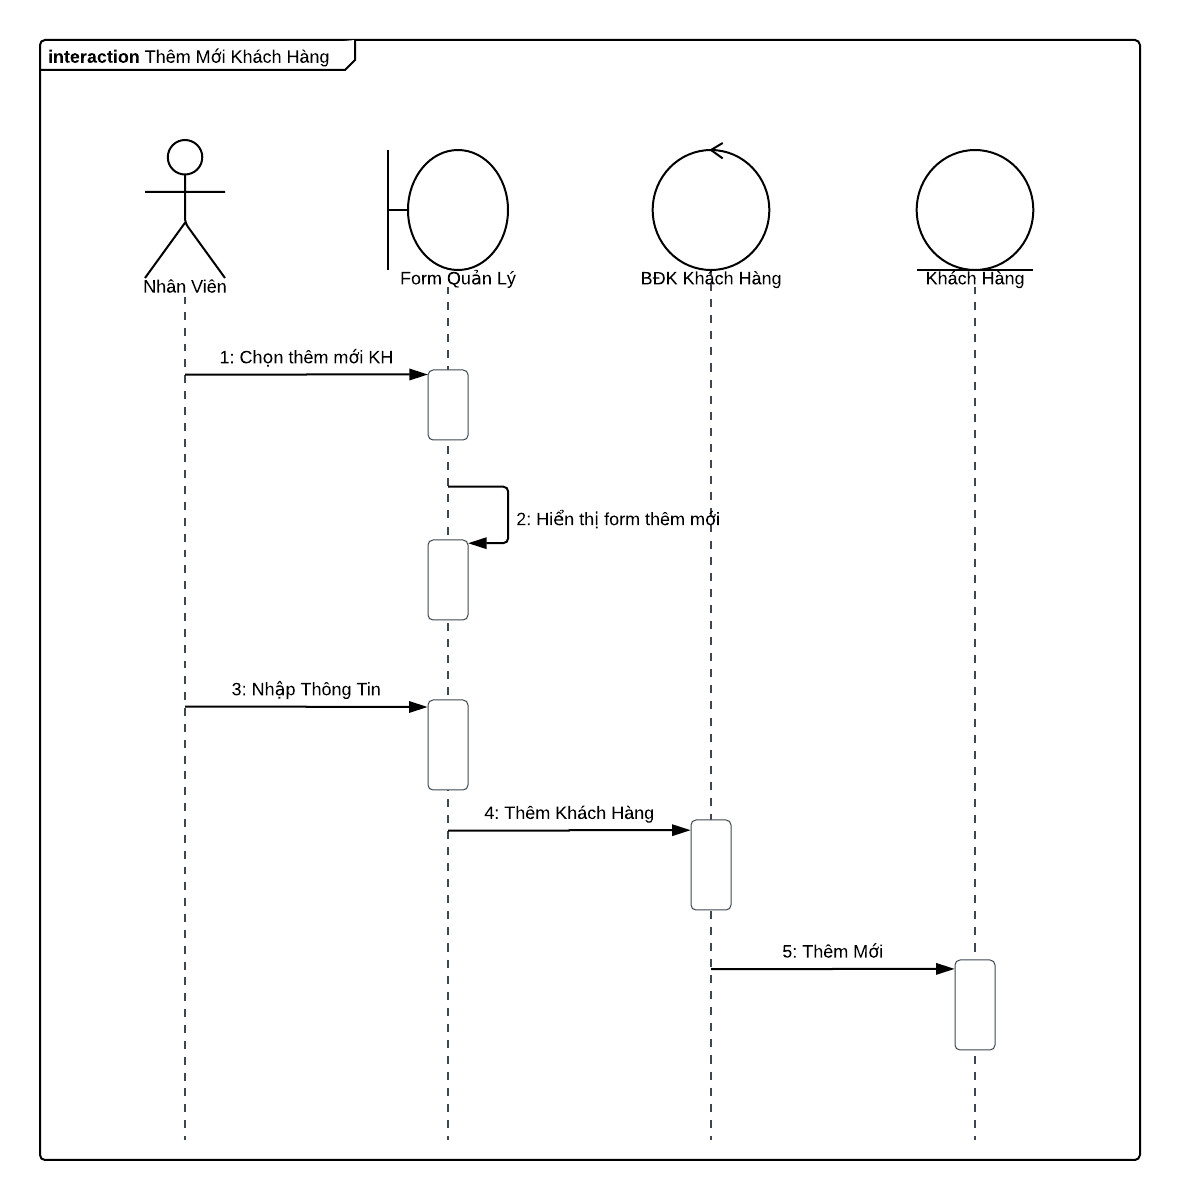 interaction Thêm Mới Khách Hàng
Nhân Viên
Form Quản Lý
BĐK Khách Hàng
Khách Hàng
1: Chọn thêm mới KH
2: Hiển thị form thêm mới
3: Nhập Thông Tin
4: Thêm Khách Hàng
5: Thêm Mới